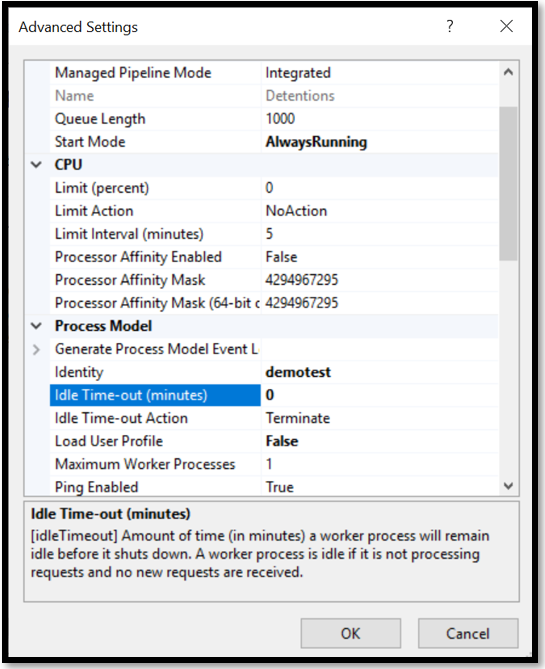 Advanced Settings
?
Managed Pipeline Mode Integrated
Name Detentions
Queue Length 1000
Start Mode AlwaysRunning
CPU
Limit (percent) 0
Limit Action NoAction
Limit Interval (minutes) 5
Processor Affinity Enabled False
Processor Affinity Mask 4294967295
Processor Affinity Mask (64-bit o 4294967295
Process Model
Generate Process Model Event L
Identity demotest
Idle Time-out (minutes) 0
Idle Time-out Action Terminate
Load User Profile False
Maximum Worker Processes 1
Ping Enabled True
Idle Time-out (minutes)
[idleTimeout] Amount of time (in minutes) a worker process will remain
idle before it shuts down. A worker process is idle if it is not processing
requests and no new requests are received.
OK Cancel